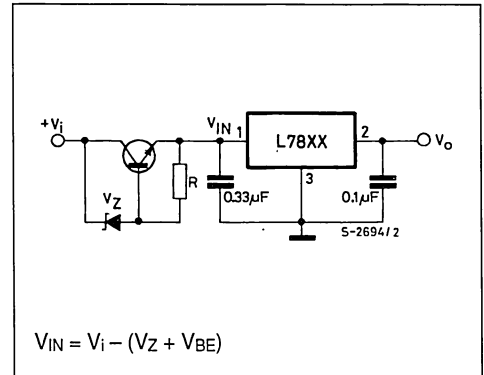 +Vi
VIN 1
L78XX
2
Vo
VZ
R
0.33µF
3
0.1µF
S-2694/2
VIN = Vi – (VZ + VBE)